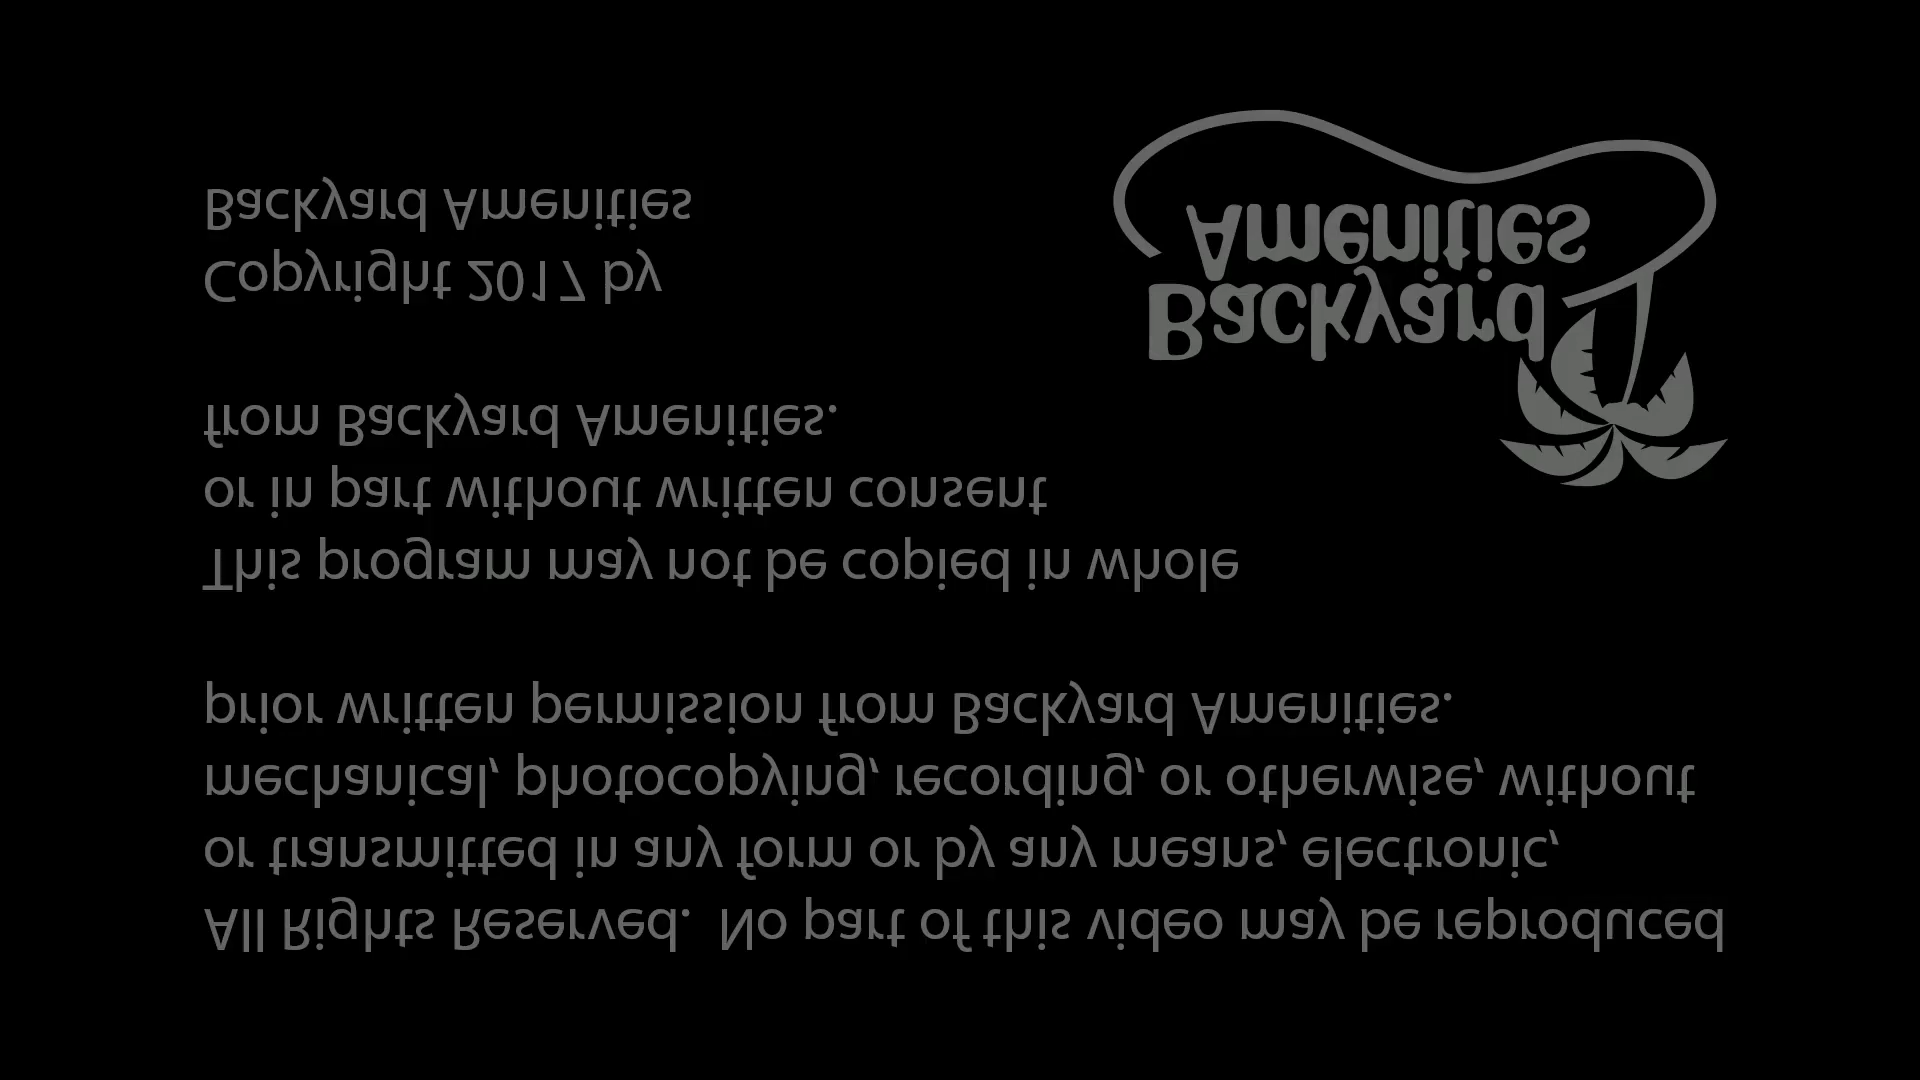 All Rights Reserved.  No part of this video may be reproduced
or transmitted in any form or by any means, electronic,
mechanical, photocopying, recording, or otherwise, without
prior written permission from Backyard Amenities.
This program may not be copied in whole
or in part without written consent
from Backyard Amenities.
Copyright 2017 by
Backyard Amenities
Backyard
Amenities